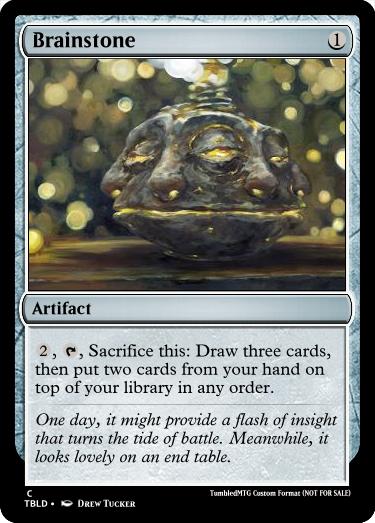 Brainstone 1
Artifact
2, , Sacrifice this: Draw three cards,
then put two cards from your hand on
top of your library in any order.
One day, it might provide a flash of insight
that turns the tide of battle. Meanwhile, it
looks lovely on an end table.
C
TBLD • Drew Tucker
TumbledMTG Custom Format (NOT FOR SALE)